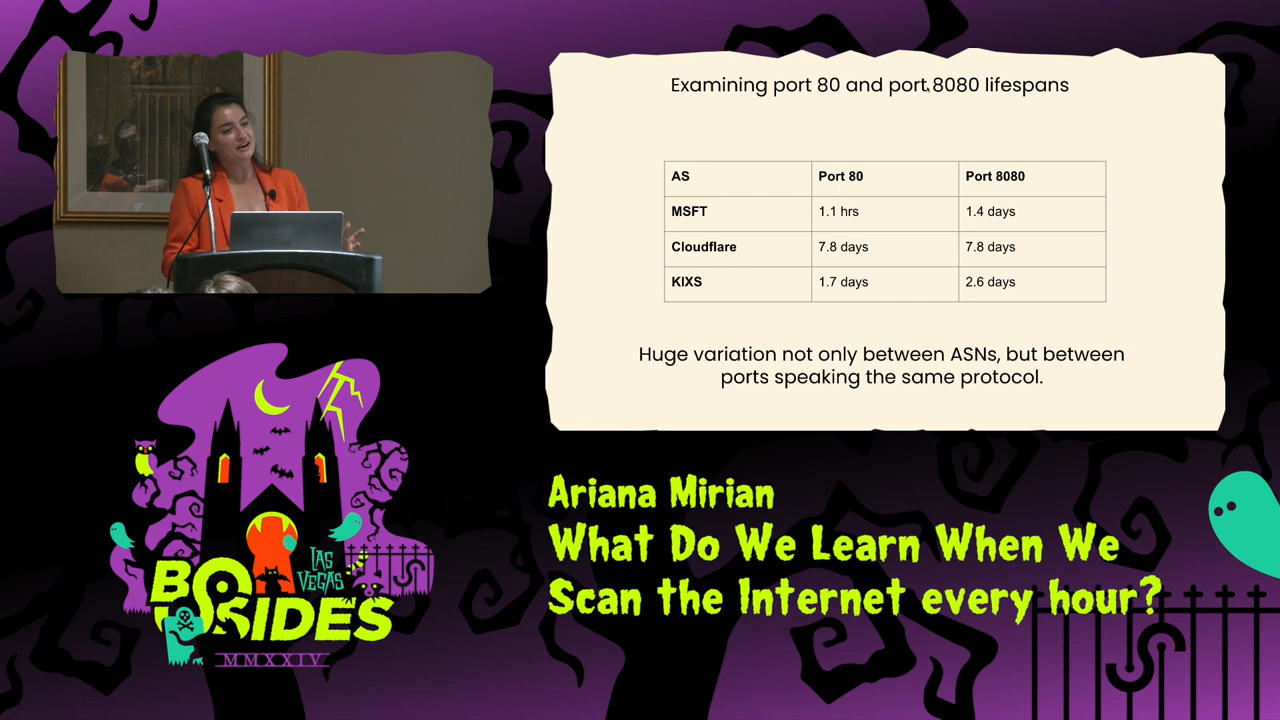 Examining port 80 and port 8080 lifespans
AS Port 80 Port 8080
MSFT 1.1 hrs 1.4 days
Cloudflare 7.8 days 7.8 days
KIXS 1.7 days 2.6 days
Huge variation not only between ASNs, but between
ports speaking the same protocol.
Ariana Mirian
What Do We Learn When We
Scan the Internet every hour?
LAS
VEGAS
BSIDES
MMXXIV